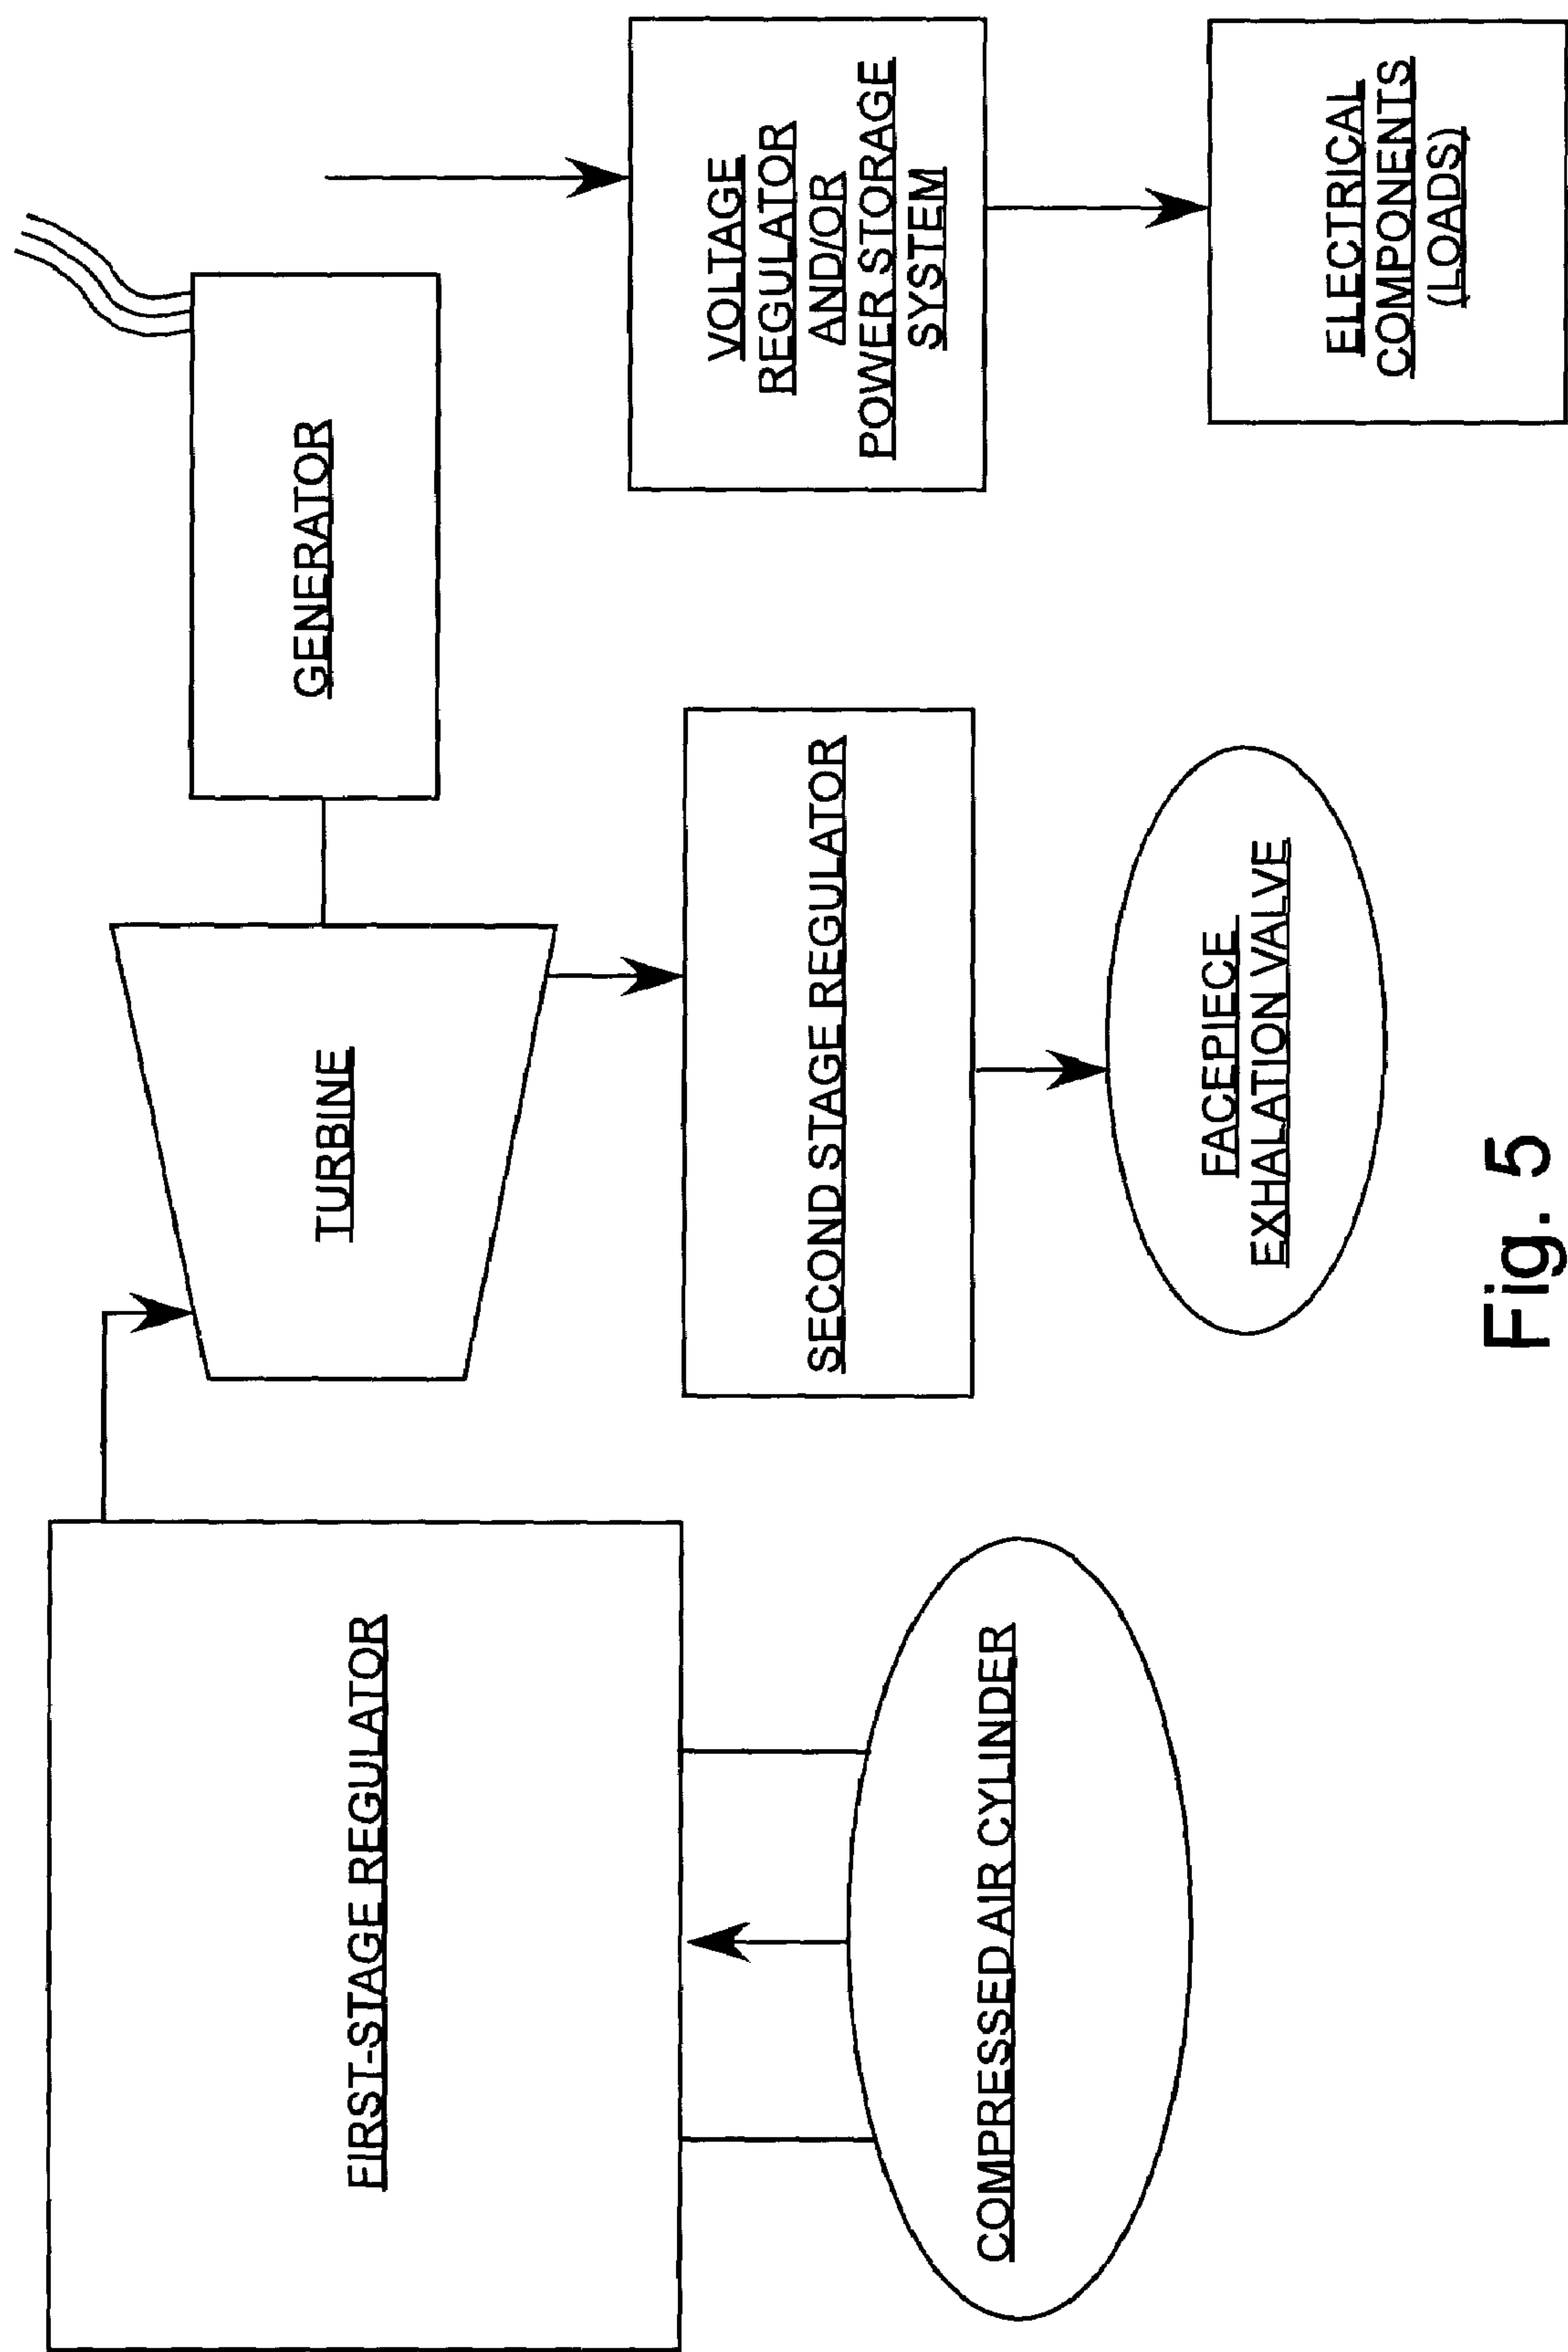 FIRST-STAGE REGULATOR
COMPRESSED AIR CYLINDER
TURBINE
SECOND STAGE REGULATOR
FACEPIECE
EXHALATION VALVE
GENERATOR
VOLTAGE
REGULATOR
AND/OR
POWER STORAGE
SYSTEM
ELECTRICAL
COMPONENTS
(LOADS)
Fig. 5